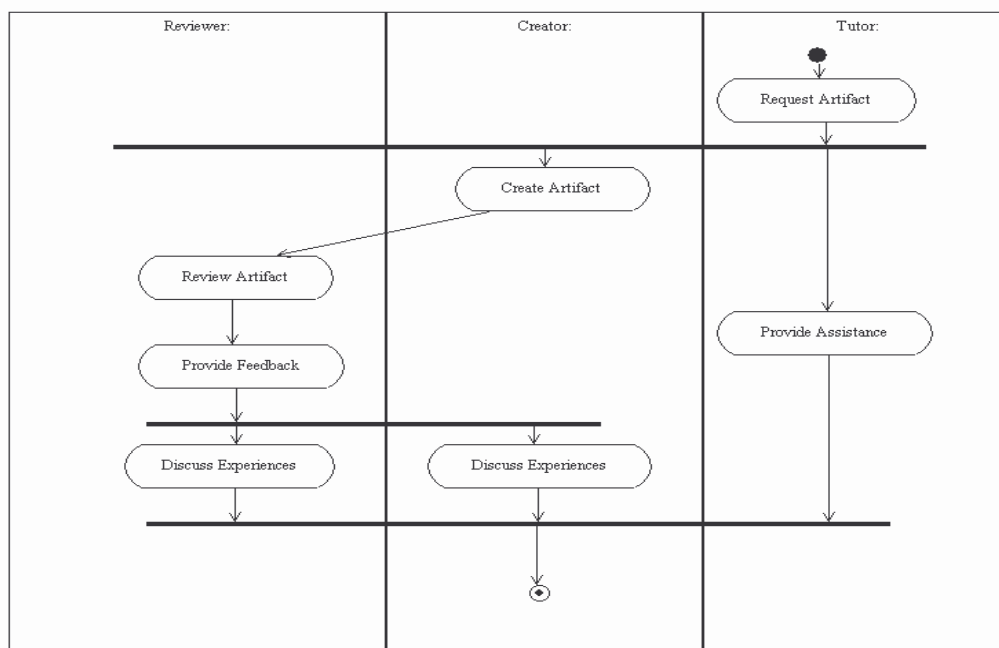 Reviewer:
Creator:
Tutor:
Request Artifact
Create Artifact
Review Artifact
Provide Assistance
Provide Feedback
Discuss Experiences
Discuss Experiences